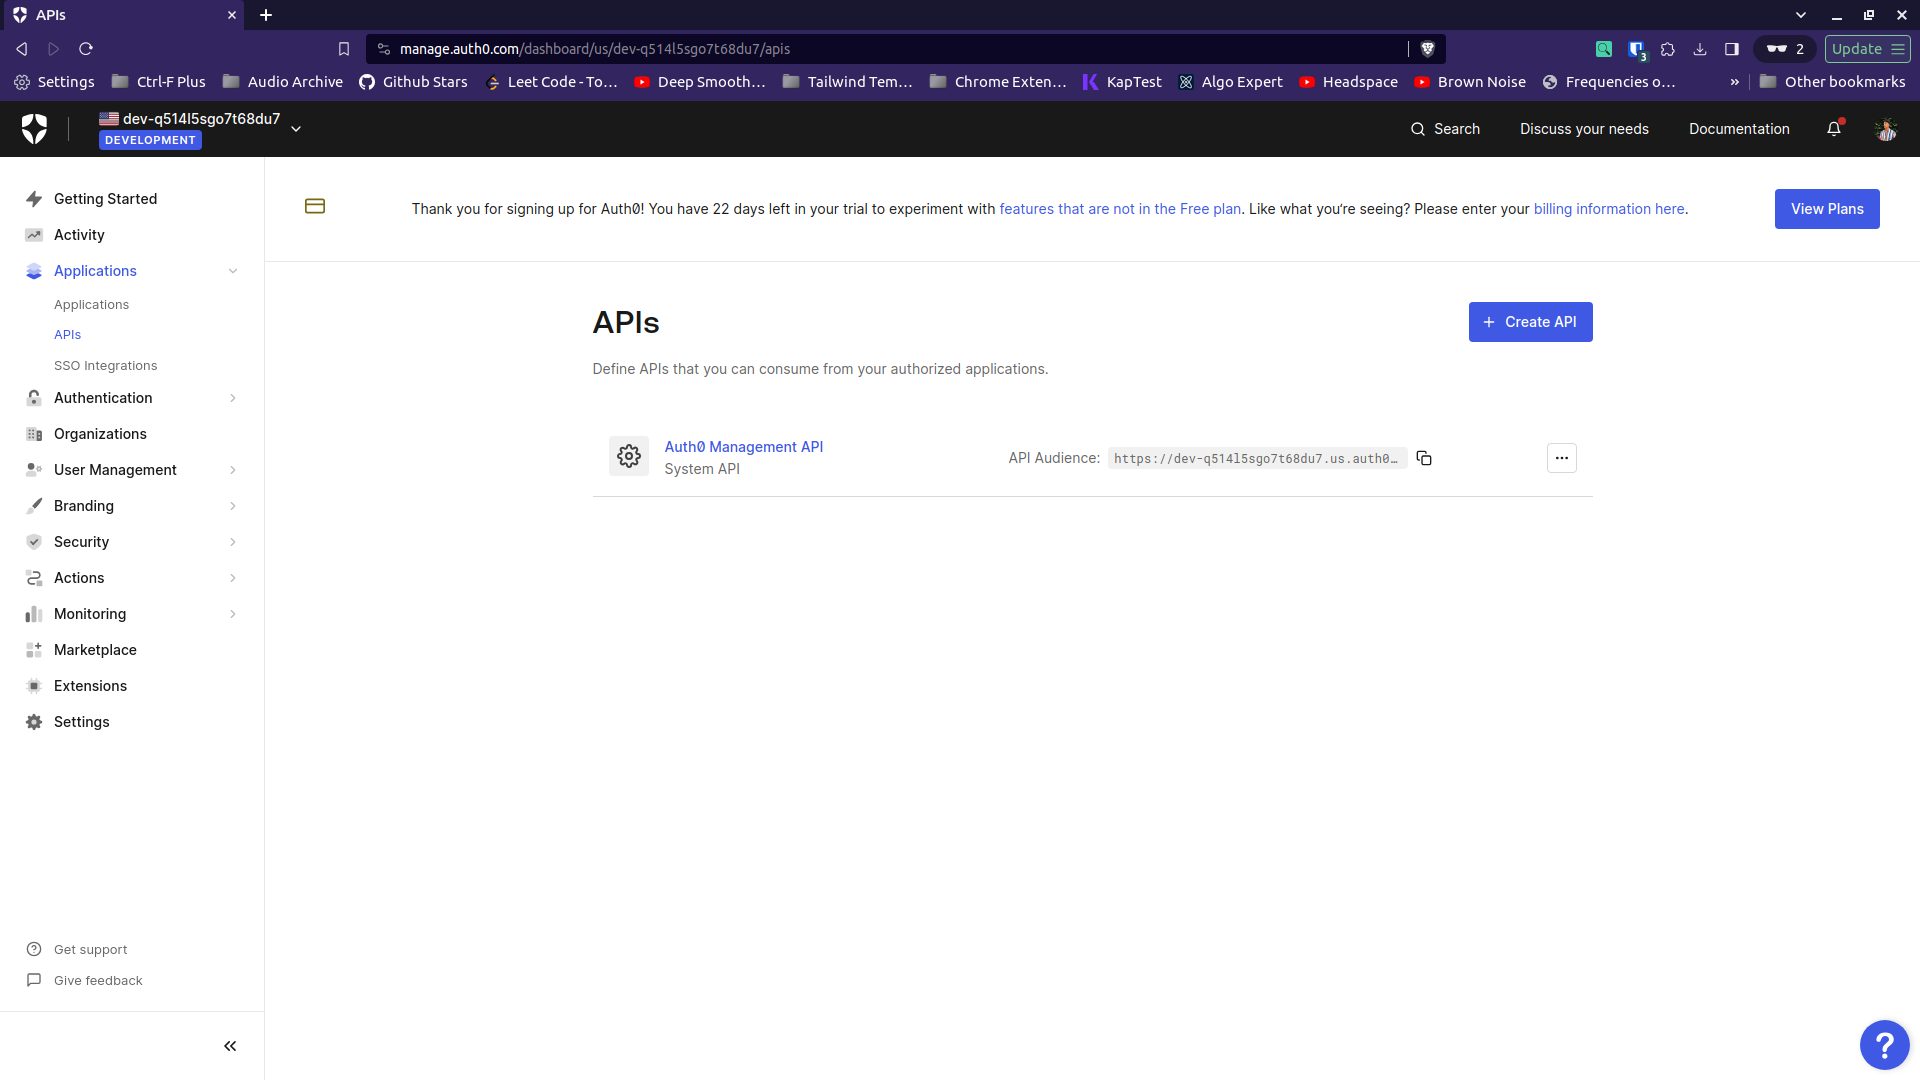 APIs
manage.auth0.com/dashboard/us/dev-q514l5sgo7t68du7/apis
3
2
Update
Settings
Ctrl-F Plus
Audio Archive
Github Stars
Leet Code - To...
Deep Smooth...
Tailwind Tem...
Chrome Exten...
KapTest
Algo Expert
Headspace
Brown Noise
Frequencies o...
»
Other bookmarks
dev-q514l5sgo7t68du7
DEVELOPMENT
Search
Discuss your needs
Documentation
Getting Started
Activity
Applications
Applications
APIs
SSO Integrations
Authentication
Organizations
User Management
Branding
Security
Actions
Monitoring
Marketplace
Extensions
Settings
Get support
Give feedback
Thank you for signing up for Auth0! You have 22 days left in your trial to experiment with features that are not in the Free plan. Like what you're seeing? Please enter your billing information here.
View Plans
APIs
+ Create API
Define APIs that you can consume from your authorized applications.
Auth0 Management API
System API
API Audience: https://dev-q514l5sgo7t68du7.us.auth0…
?